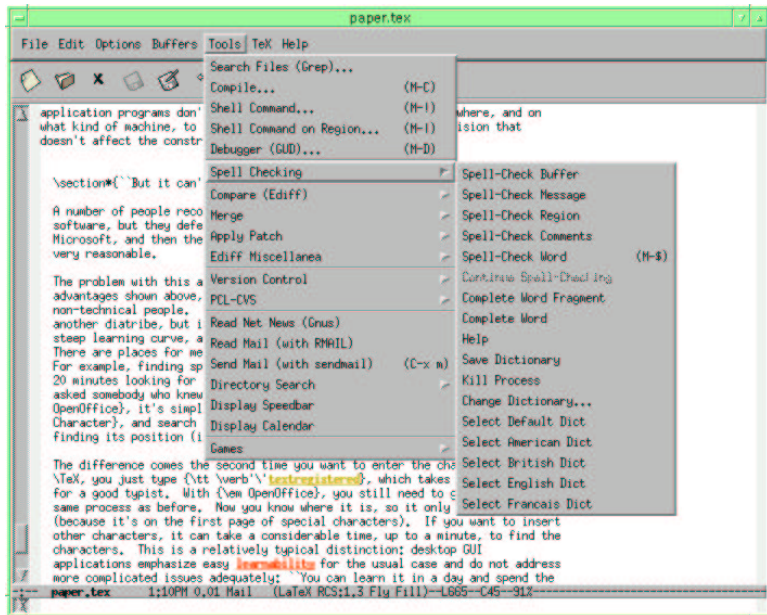 paper.tex
File Edit Options Buffers Tools TeX Help
Search Files (Grep)...
Compile... (M-C)
Shell Command... (M-!)
Shell Command on Region... (M-|)
Debugger (GUD)... (M-D)
Spell Checking
Compare (Ediff)
Merge
Apply Patch
Ediff Miscellanea
Version Control
PCL-CVS
Read Net News (Gnus)
Read Mail (with RMAIL)
Send Mail (with sendmail) (C-x m)
Directory Search
Display Speedbar
Display Calendar
Games
Spell-Check Buffer
Spell-Check Message
Spell-Check Region
Spell-Check Comments
Spell-Check Word (M-$)
Continue Spell-Checking
Complete Word Fragment
Complete Word
Help
Save Dictionary
Kill Process
Change Dictionary...
Select Default Dict
Select American Dict
Select British Dict
Select English Dict
Select Francais Dict
application programs don' where, and on
what kind of machine, to ision that
doesn't affect the constr
\section*{``But it can'
A number of people reco
software, but they defe
Microsoft, and then the
very reasonable.
The problem with this a
advantages shown above,
non-technical people.
another diatribe, but i
steep learning curve, a
There are places for me
For example, finding sp
20 minutes looking for
asked somebody who knew
OpenOffice}, it's simpl
Character}, and search
finding its position (i
The difference comes the second time you want to enter the cha
\TeX, you just type {\tt \verb'\'textregistered}, which takes
for a good typist. With {\em OpenOffice}, you still need to g
same process as before. Now you know where it is, so it only
(because it's on the first page of special characters). If you want to insert
other characters, it can take a considerable time, up to a minute, to find the
characters. This is a relatively typical distinction: desktop GUI
applications emphasize easy learnability for the usual case and do not address
more complicated issues adequately: ``You can learn it in a day and spend the
-:-- paper.tex 1:10PM 0.01 Mail (LaTeX RCS:1.3 Fly Fill)--L665--C45--91%--